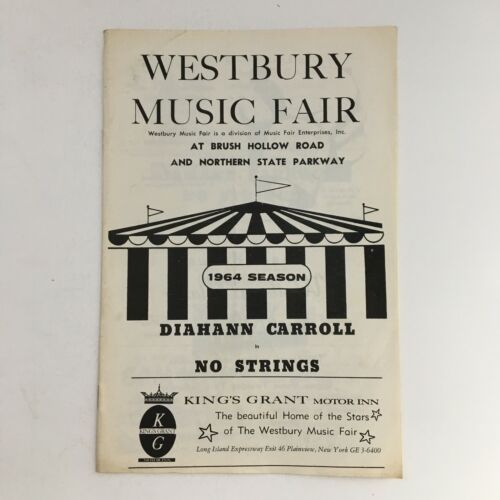 WESTBURY
MUSIC FAIR
Westbury Music Fair is a division of Music Fair Enterprises, Inc.
AT BRUSH HOLLOW ROAD
AND NORTHERN STATE PARKWAY
1964 SEASON
DIAHANN CARROLL
in
NO STRINGS
KING'S GRANT MOTOR INN
The beautiful Home of the Stars
of The Westbury Music Fair
Long Island Expressway Exit 46 Plainview, New York GE 3-6400
K
KING'S GRANT
G
MOTOR INN